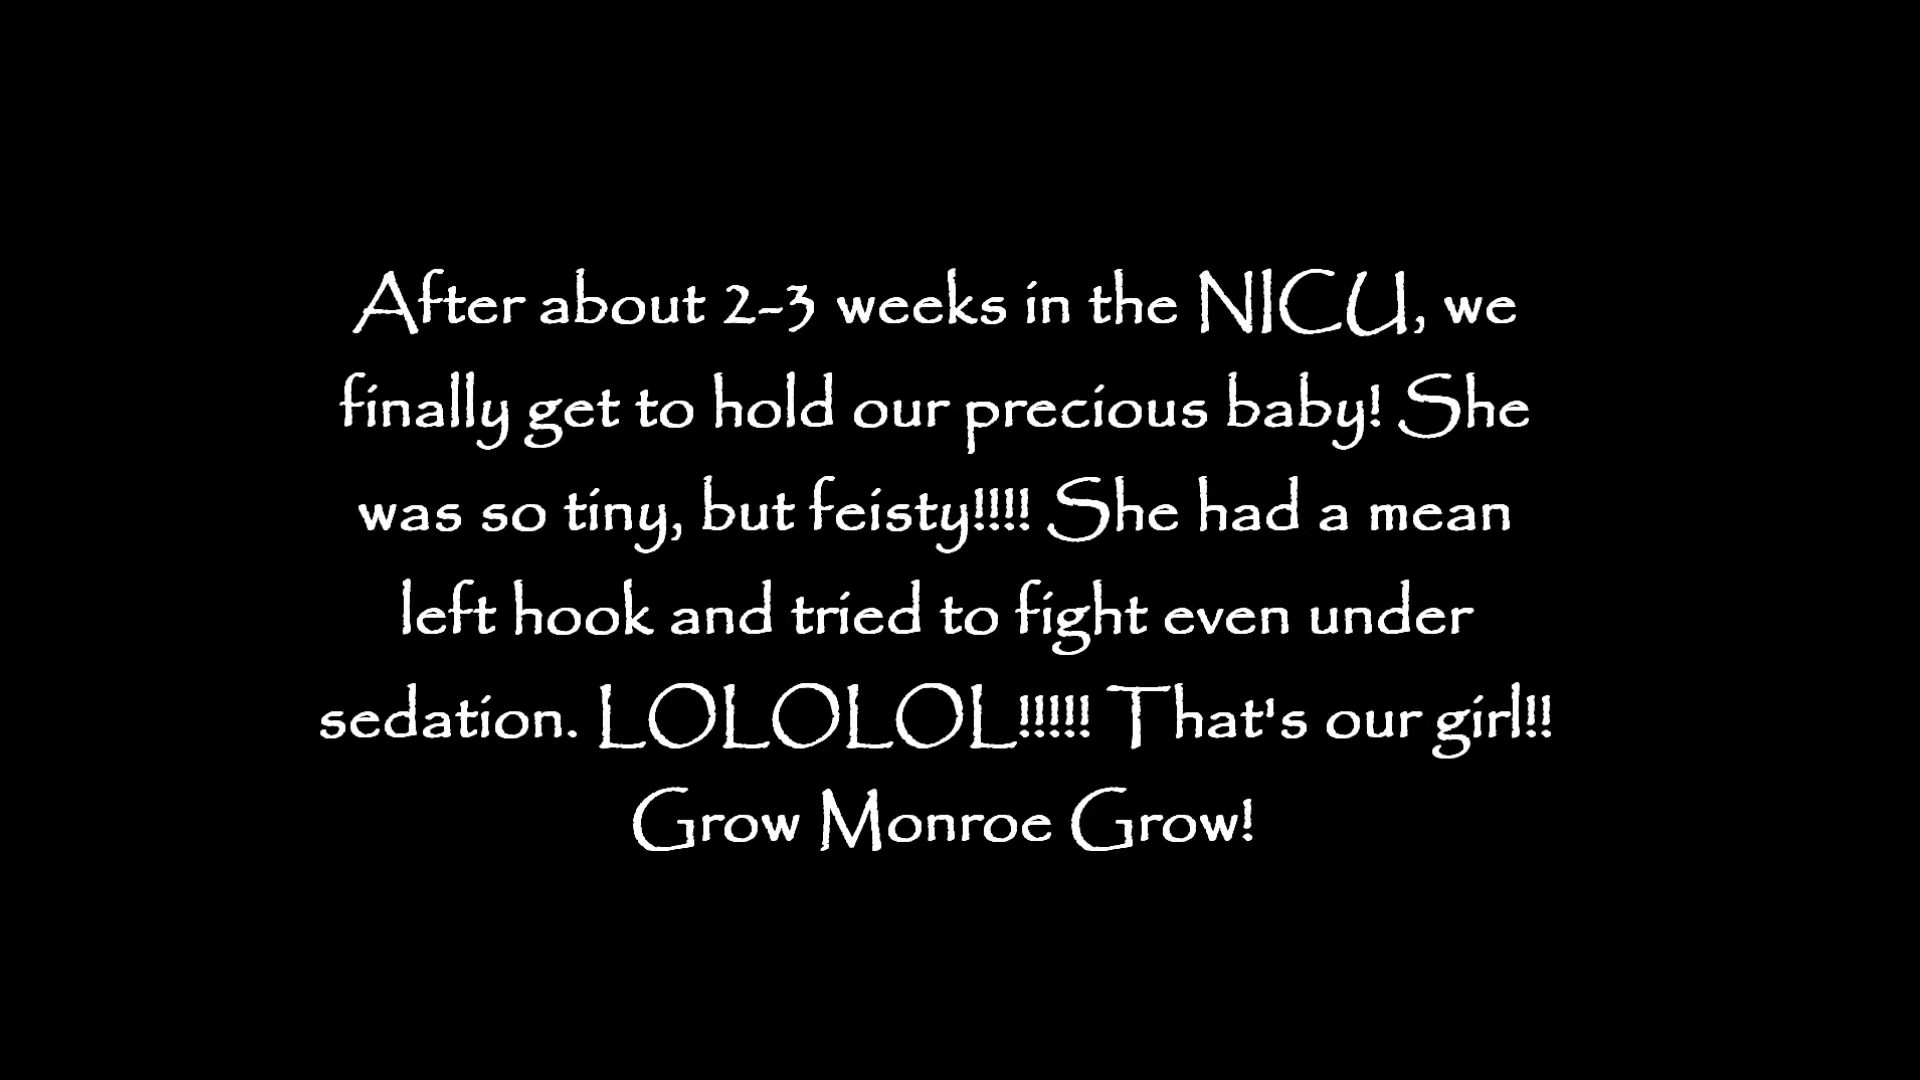 After about 2-3 weeks in the NICU, we
finally get to hold our precious baby! She
was so tiny, but feisty!!!!! She had a mean
left hook and tried to fight even under
sedation. LOLOLOL!!!!! That's our girl!!
Grow Monroe Grow!